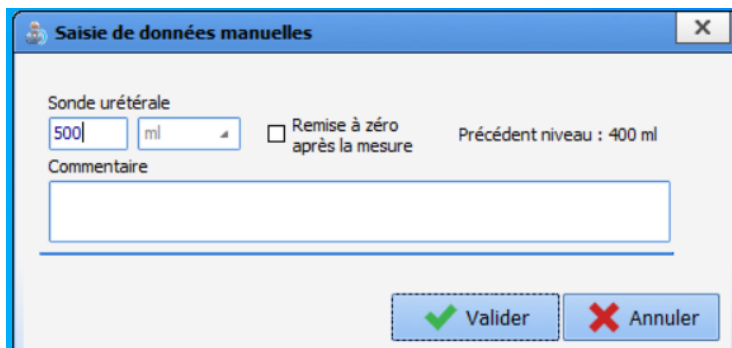 Saisie de données manuelles
Sonde urétérale
500 ml
Remise à zéro
après la mesure
Précédent niveau : 400 ml
Commentaire
Valider
Annuler